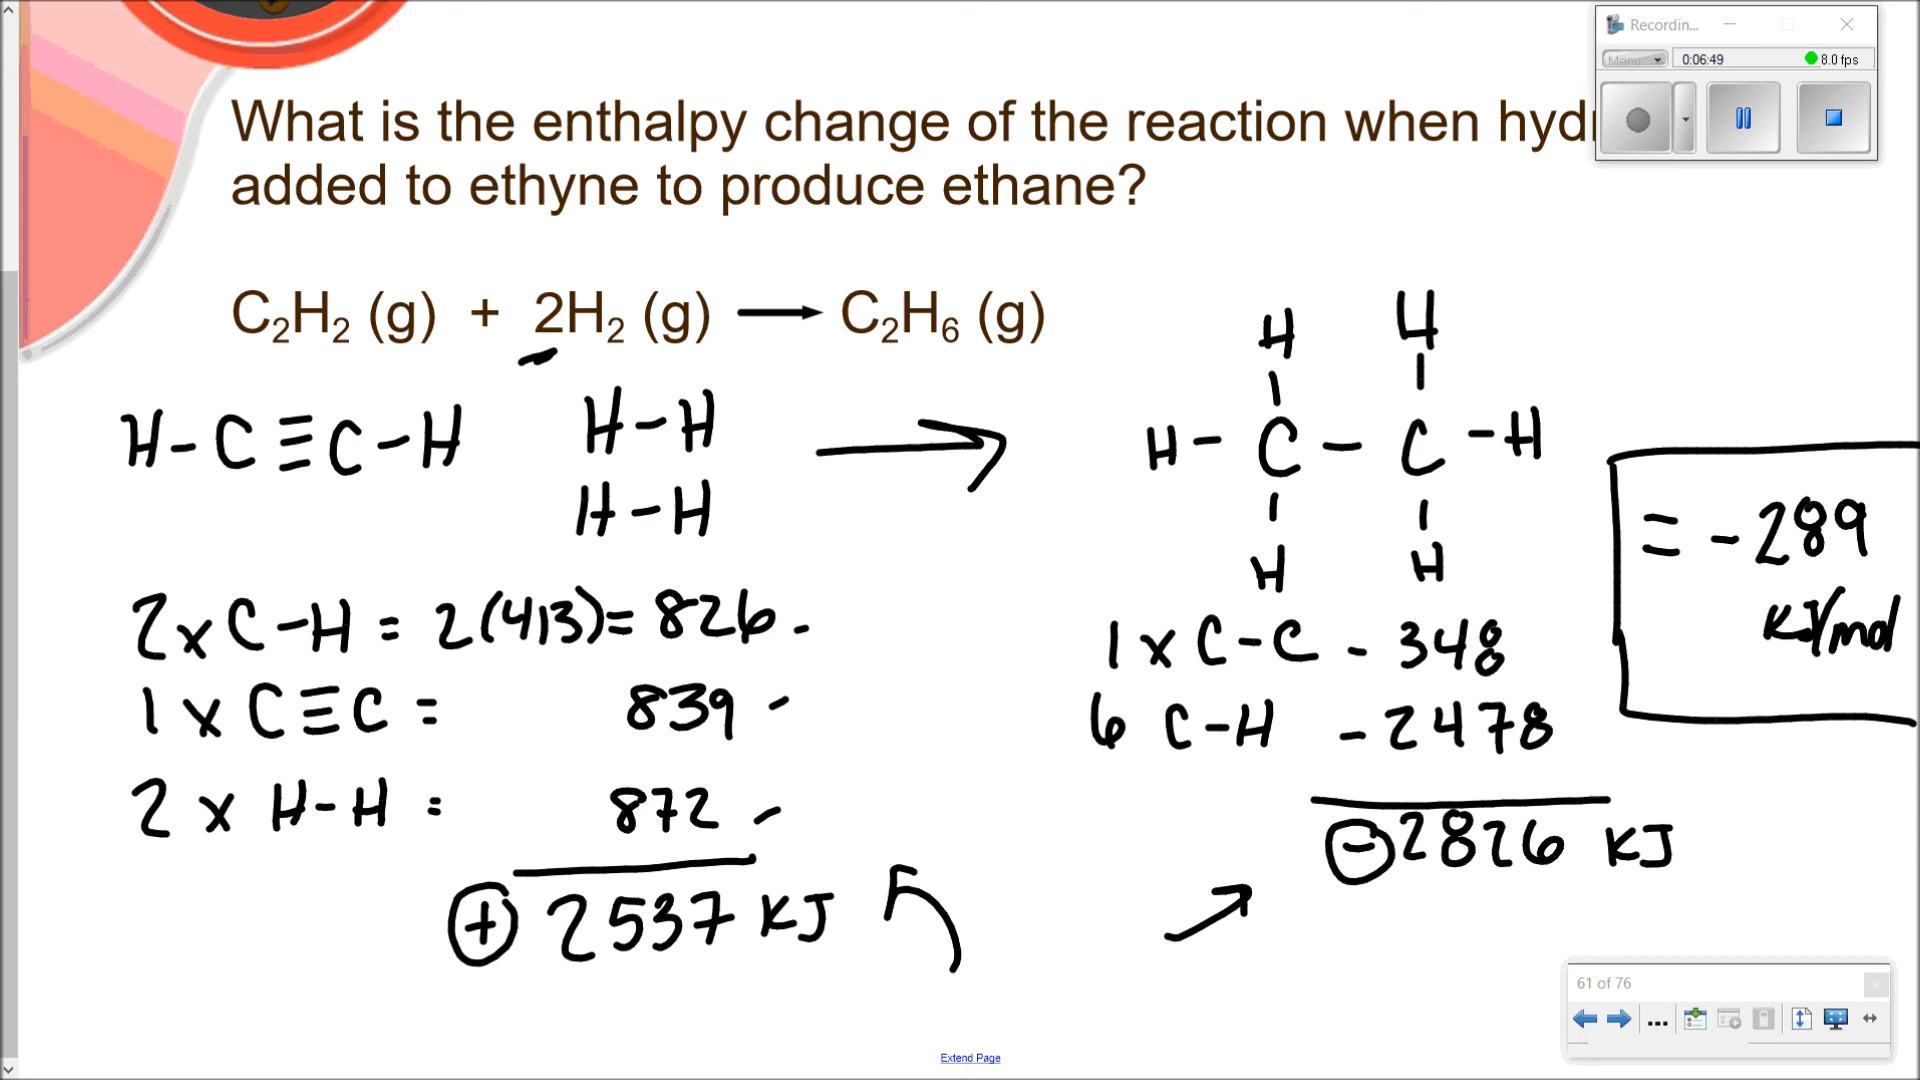 Recordin...
Menu
0:06:49
8.0 fps
What is the enthalpy change of the reaction when hydr
added to ethyne to produce ethane?
C₂H₂ (g) + 2H₂ (g) ⟶ C₂H₆ (g)
H H
H-C≡C-H H-H → H-C-C-H
H-H
H H
= -289
KJ/mol
2 x C-H = 2(413) = 826
1 x C≡C = 839
2 x H-H = 872
+ 2537 KJ
1 x C-C - 348
6 C-H - 2478
- 2826 KJ
61 of 76
...
Extend Page